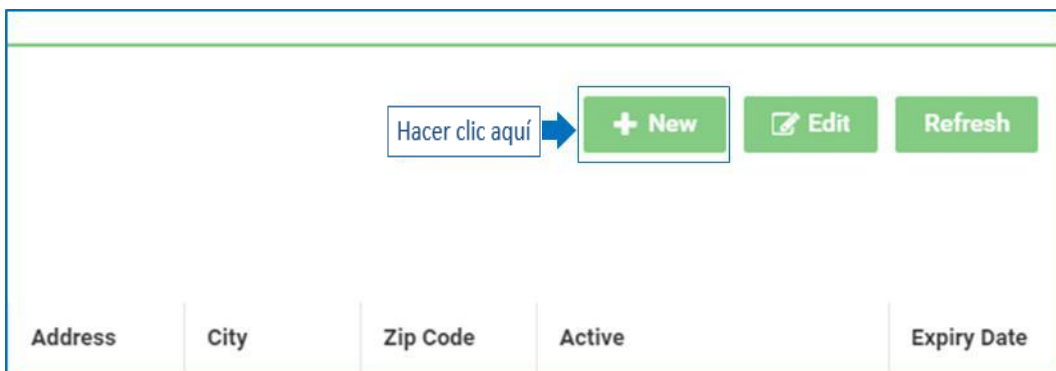 Hacer clic aquí
New
Edit
Refresh
Address City Zip Code Active Expiry Date